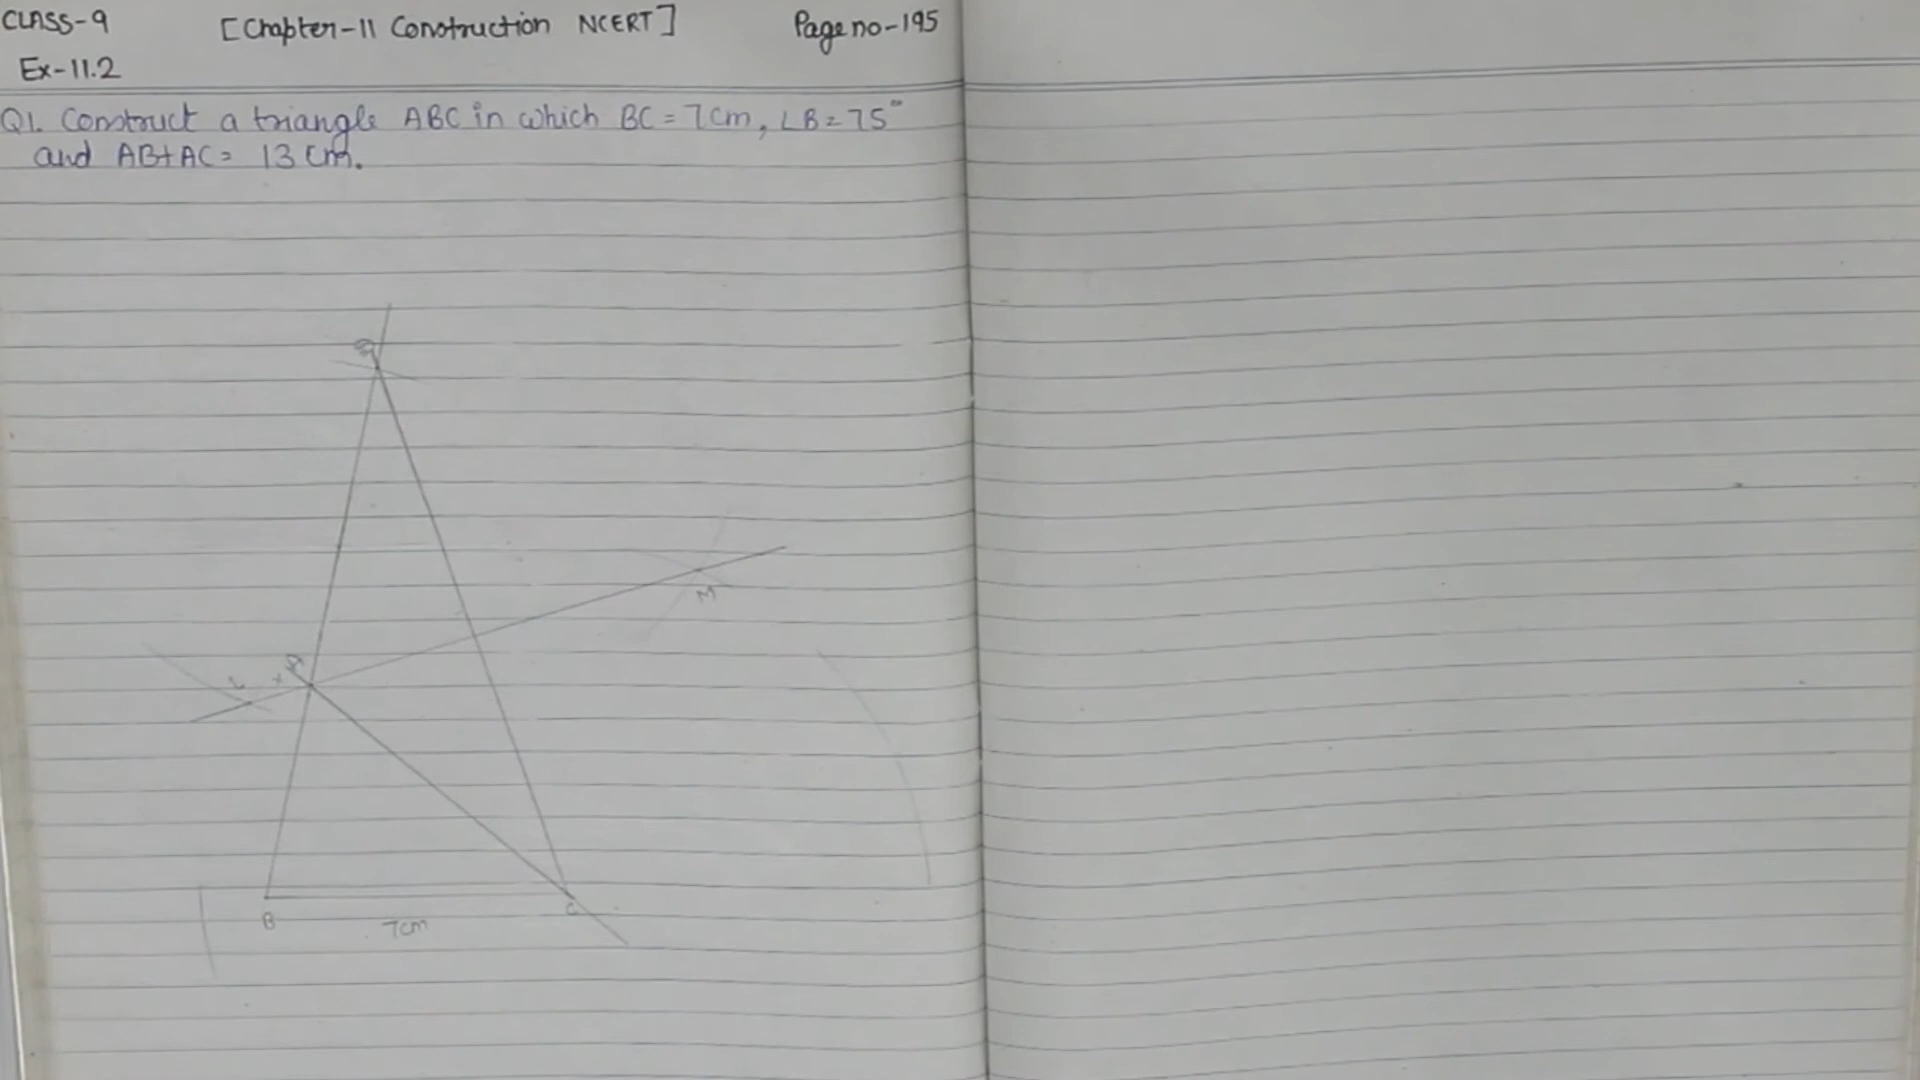 CLASS-9 [Chapter-11 Construction NCERT] Page no-195
Ex-11.2
Q1. Construct a triangle ABC in which BC = 7cm, ∠B = 75°
and AB+AC = 13 cm.
M
L
X
B
C
7cm